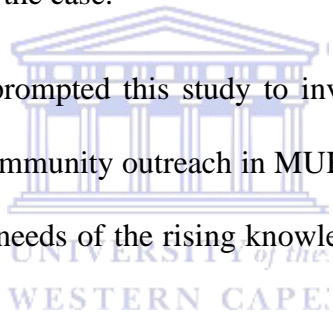 the case.
prompted this study to inv
mmunity outreach in MU
needs of the rising knowle
UNIVERSITY of the
WESTERN CAPE